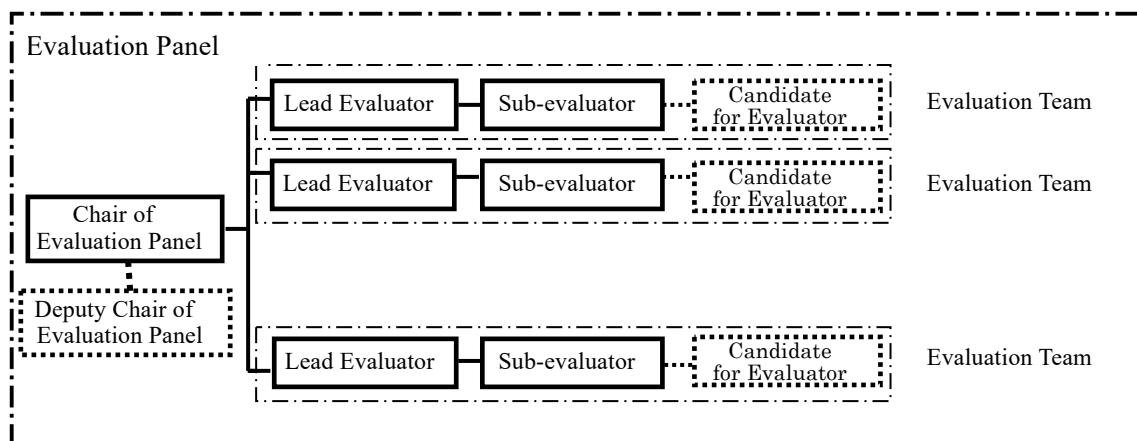 Evaluation Panel
Lead Evaluator
Sub-evaluator
Candidate
for Evaluator
Evaluation Team
Lead Evaluator
Sub-evaluator
Candidate
for Evaluator
Evaluation Team
Chair of
Evaluation Panel
Deputy Chair of
Evaluation Panel
Lead Evaluator
Sub-evaluator
Candidate
for Evaluator
Evaluation Team